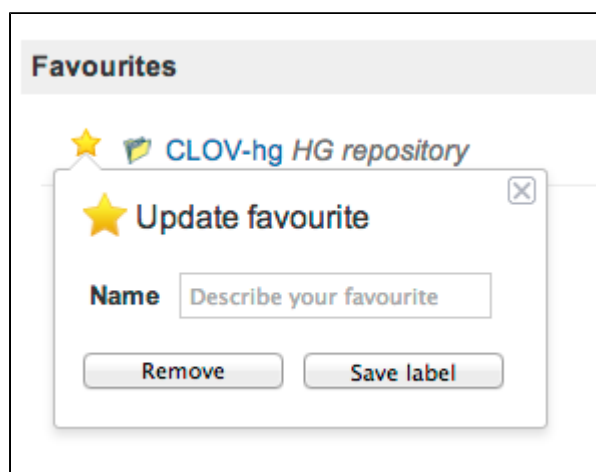 Favourites
CLOV-hg HG repository
Update favourite
Name Describe your favourite
Remove Save label